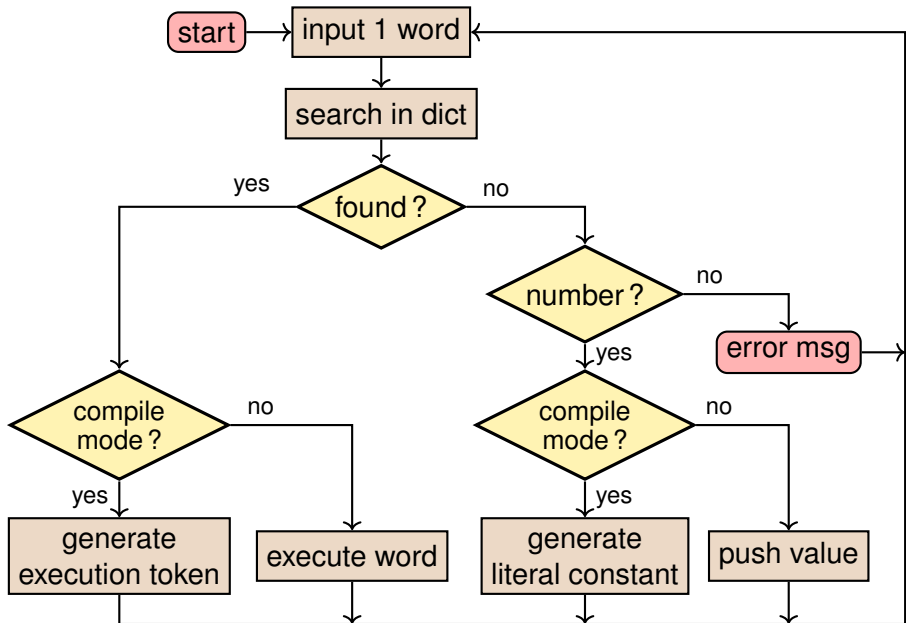 start
input 1 word
search in dict
yes
found ?
no
number ?
no
error msg
yes
compile
mode ?
no
compile
mode ?
no
yes
yes
generate
execution token
execute word
generate
literal constant
push value